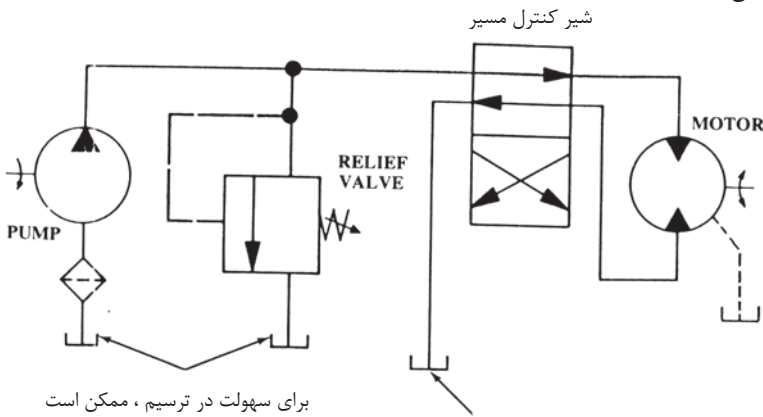 شیر کنترل مسیر
MOTOR
RELIEF
VALVE
PUMP
برای سهولت در ترسیم ، ممکن است